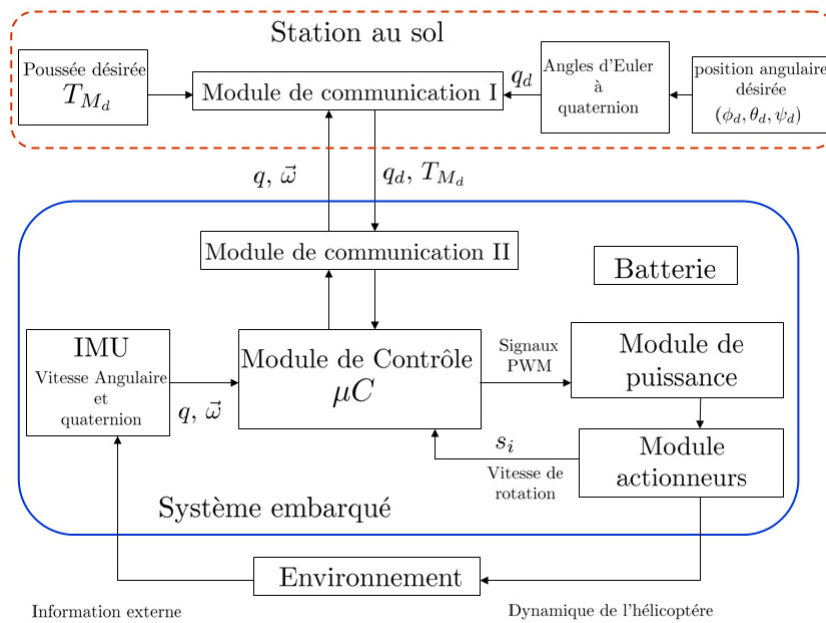 Station au sol
Poussée désirée
T_{M_d}
Module de communication I
q_d
Angles d'Euler
à
quaternion
position angulaire
désirée
(ϕ_d, θ_d, ψ_d)
q, ω⃗
q_d, T_{M_d}
Module de communication II
Batterie
IMU
Vitesse Angulaire
et
quaternion
q, ω⃗
Module de Contrôle
μC
Signaux
PWM
Module de
puissance
s_i
Vitesse de
rotation
Module
actionneurs
Système embarqué
Environnement
Information externe
Dynamique de l'hélicoptére